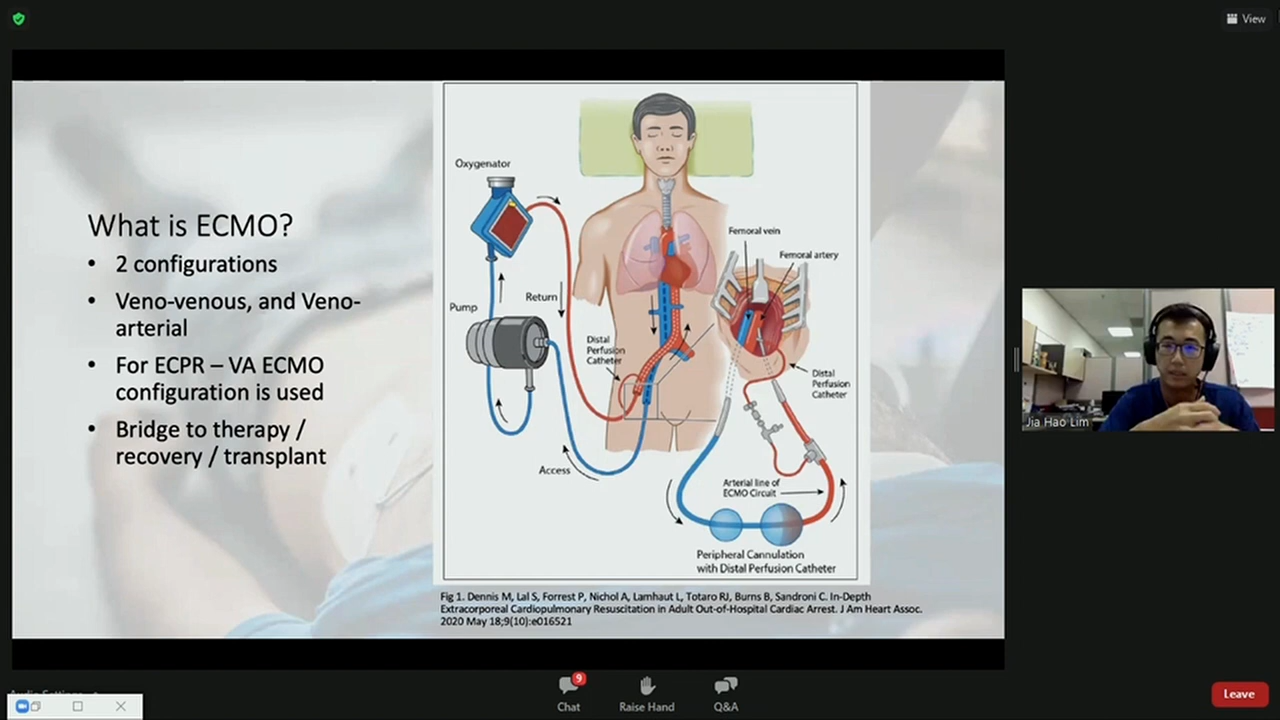 View
What is ECMO?
• 2 configurations
• Veno-venous, and Veno-
arterial
• For ECPR – VA ECMO
configuration is used
• Bridge to therapy /
recovery / transplant
Oxygenator
Pump
Return
Distal
Perfusion
Catheter
Access
Femoral vein
Femoral artery
Distal
Perfusion
Catheter
Arterial line of
ECMO Circuit
Peripheral Cannulation
with Distal Perfusion Catheter
Fig 1. Dennis M, Lal S, Forrest P, Nichol A, Lamhaut L, Totaro RJ, Burns B, Sandroni C. In-Depth
Extracorporeal Cardiopulmonary Resuscitation in Adult Out-of-Hospital Cardiac Arrest. J Am Heart Assoc.
2020 May 18;9(10):e016521
Jia Hao Lim
9
Chat
Raise Hand
Q&A
Leave